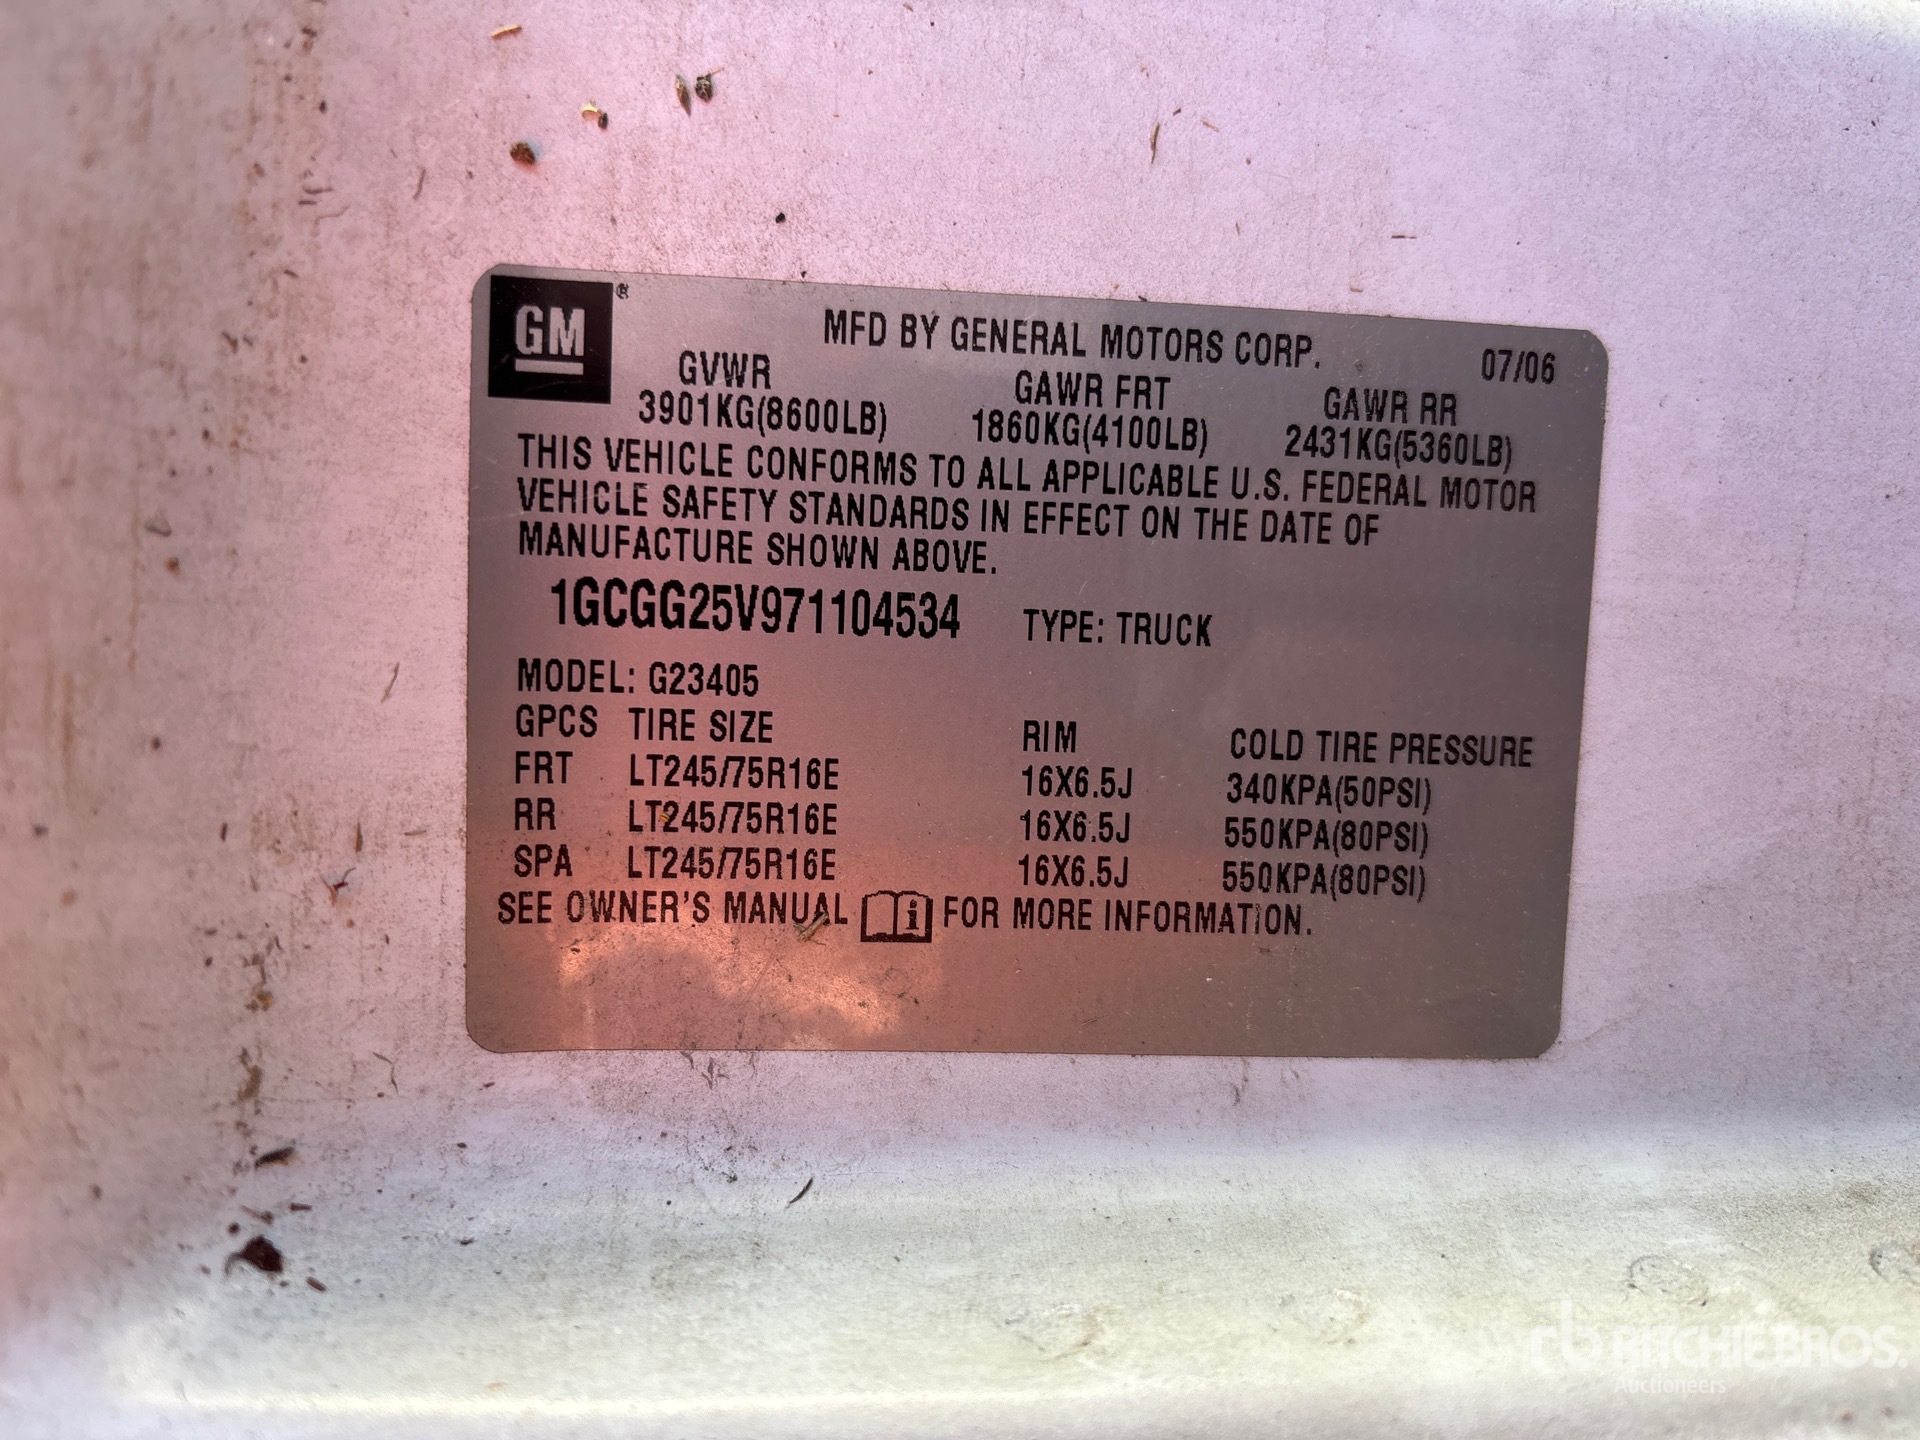 GM®
MFD BY GENERAL MOTORS CORP. 07/06
GVWR GAWR FRT GAWR RR
3901KG(8600LB) 1860KG(4100LB) 2431KG(5360LB)
THIS VEHICLE CONFORMS TO ALL APPLICABLE U.S. FEDERAL MOTOR
VEHICLE SAFETY STANDARDS IN EFFECT ON THE DATE OF
MANUFACTURE SHOWN ABOVE.
1GCGG25V971104534 TYPE: TRUCK
MODEL: G23405
GPCS TIRE SIZE RIM COLD TIRE PRESSURE
FRT LT245/75R16E 16X6.5J 340KPA(50PSI)
RR LT245/75R16E 16X6.5J 550KPA(80PSI)
SPA LT245/75R16E 16X6.5J 550KPA(80PSI)
SEE OWNER'S MANUAL i FOR MORE INFORMATION.
rb RITCHIE BROS.
Auctioneers